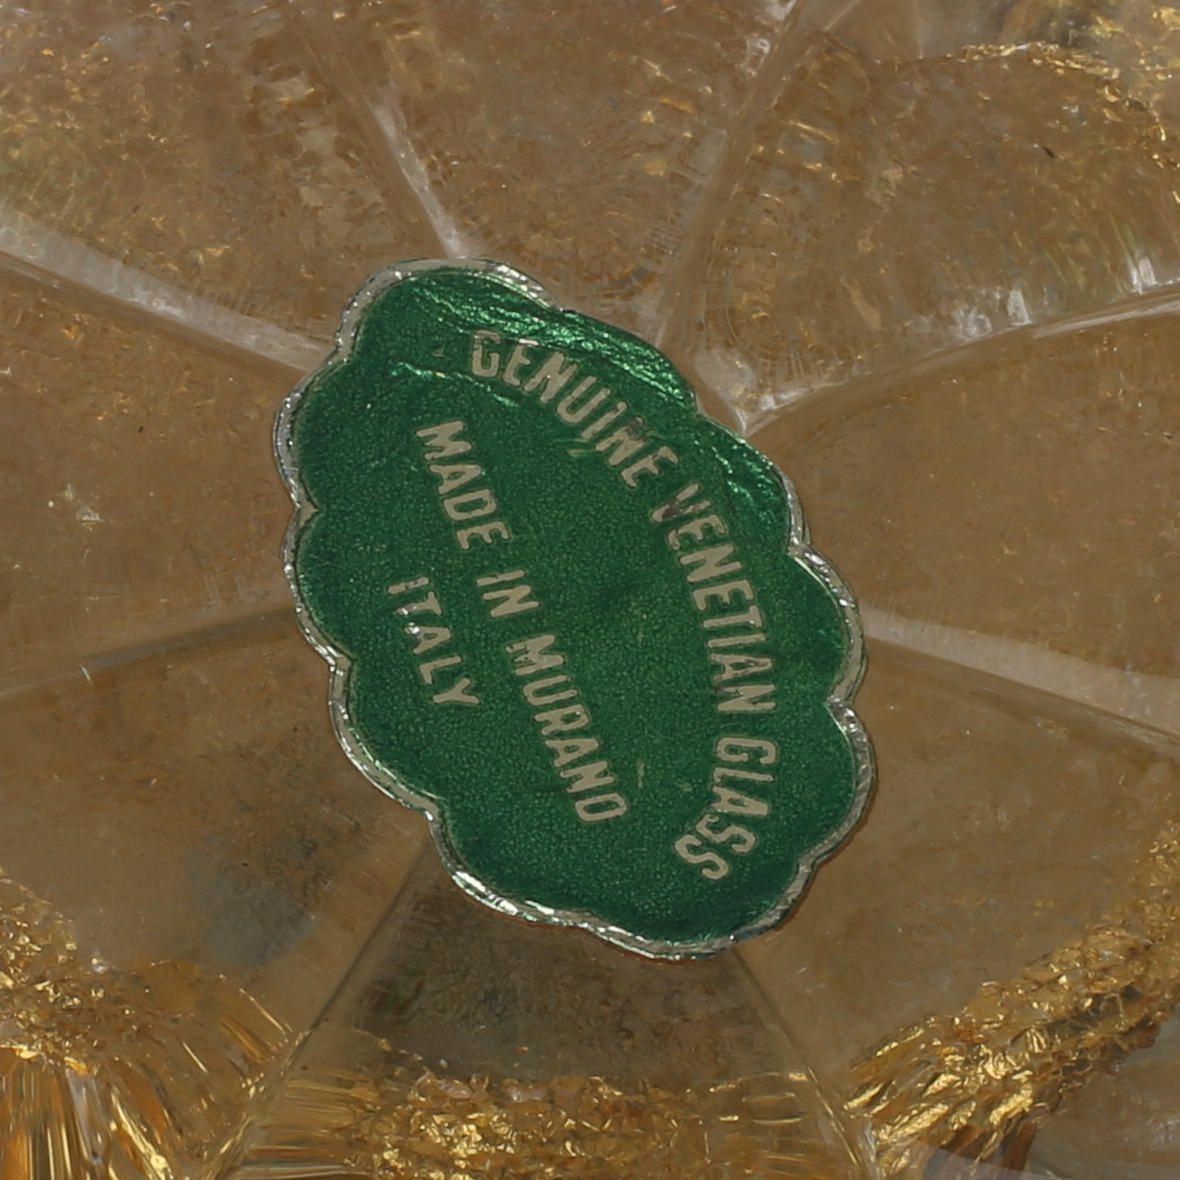 GENUINE VENETIAN GLASS
MADE IN MURANO
ITALY